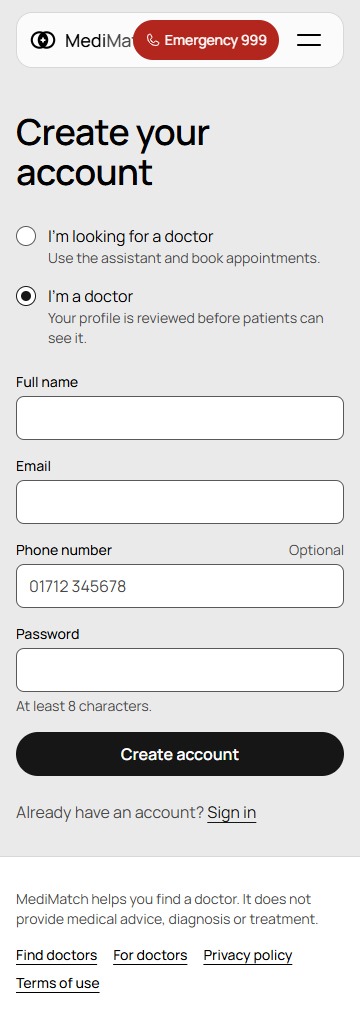 MediMat
Emergency 999
Create your
account
I'm looking for a doctor
Use the assistant and book appointments.
I'm a doctor
Your profile is reviewed before patients can
see it.
Full name
Email
Phone number Optional
01712 345678
Password
At least 8 characters.
Create account
Already have an account? Sign in
MediMatch helps you find a doctor. It does not
provide medical advice, diagnosis or treatment.
Find doctors For doctors Privacy policy
Terms of use